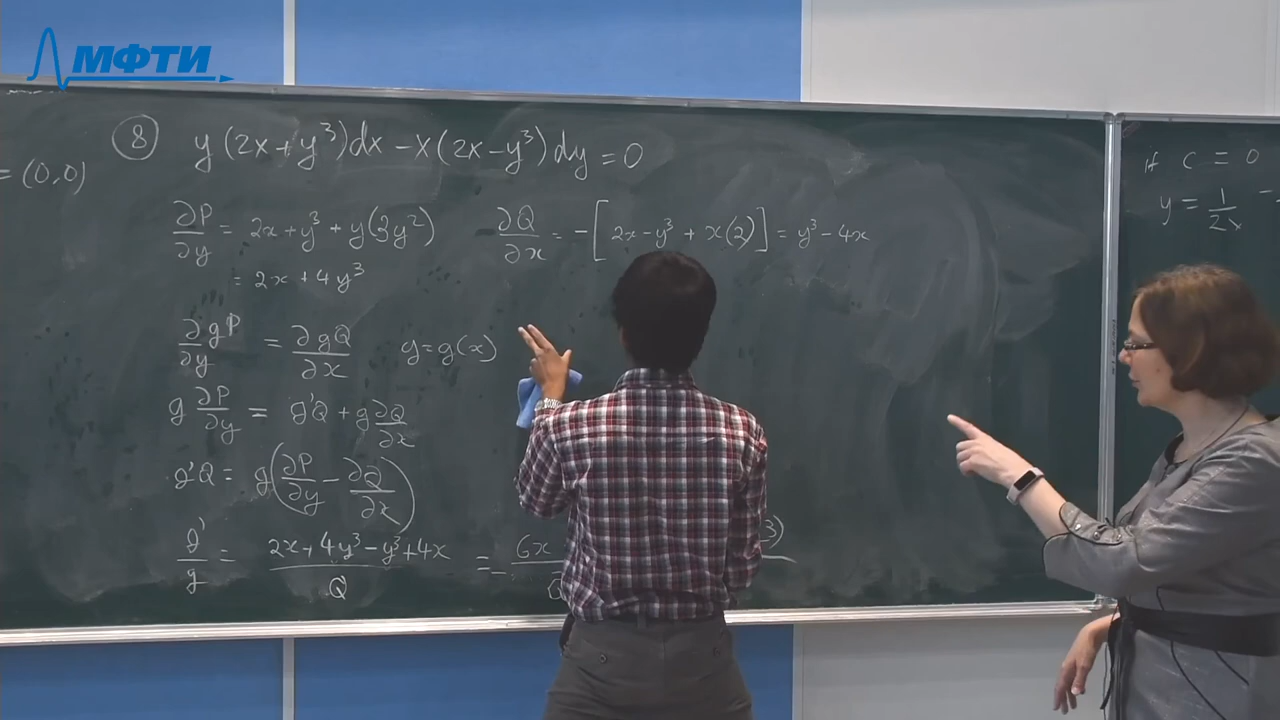 МФТИ
= (0,0)
⑧ y(2x+y³)dx − x(2x−y³)dy = 0
∂P/∂y = 2x+y³ + y(3y²)
∂Q/∂x = −[2x−y³ + x(2)] = y³−4x
= 2x + 4y³
∂gP/∂y = ∂gQ/∂x
g=g(x)
g ∂P/∂y = g'Q + g ∂Q/∂x
g'Q = g(∂P/∂y − ∂Q/∂x)
g'/g = (2x+4y³−y³+4x)/Q = 6x
if c = 0
y = 1/2x